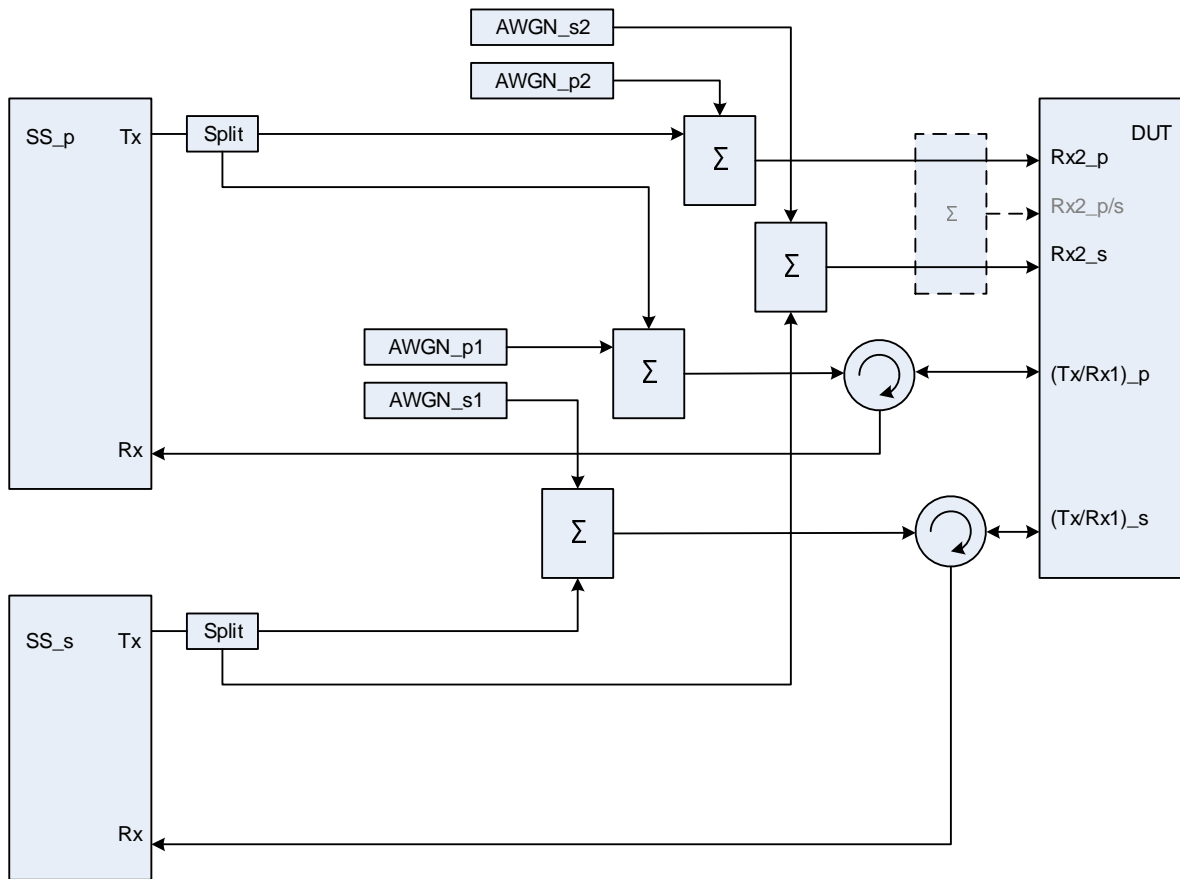 AWGN_s2
AWGN_p2
SS_p
Tx
Split
Σ
DUT
Rx2_p
Σ
Rx2_p/s
Σ
Rx2_s
AWGN_p1
Σ
(Tx/Rx1)_p
AWGN_s1
Rx
Σ
(Tx/Rx1)_s
SS_s
Tx
Split
Rx